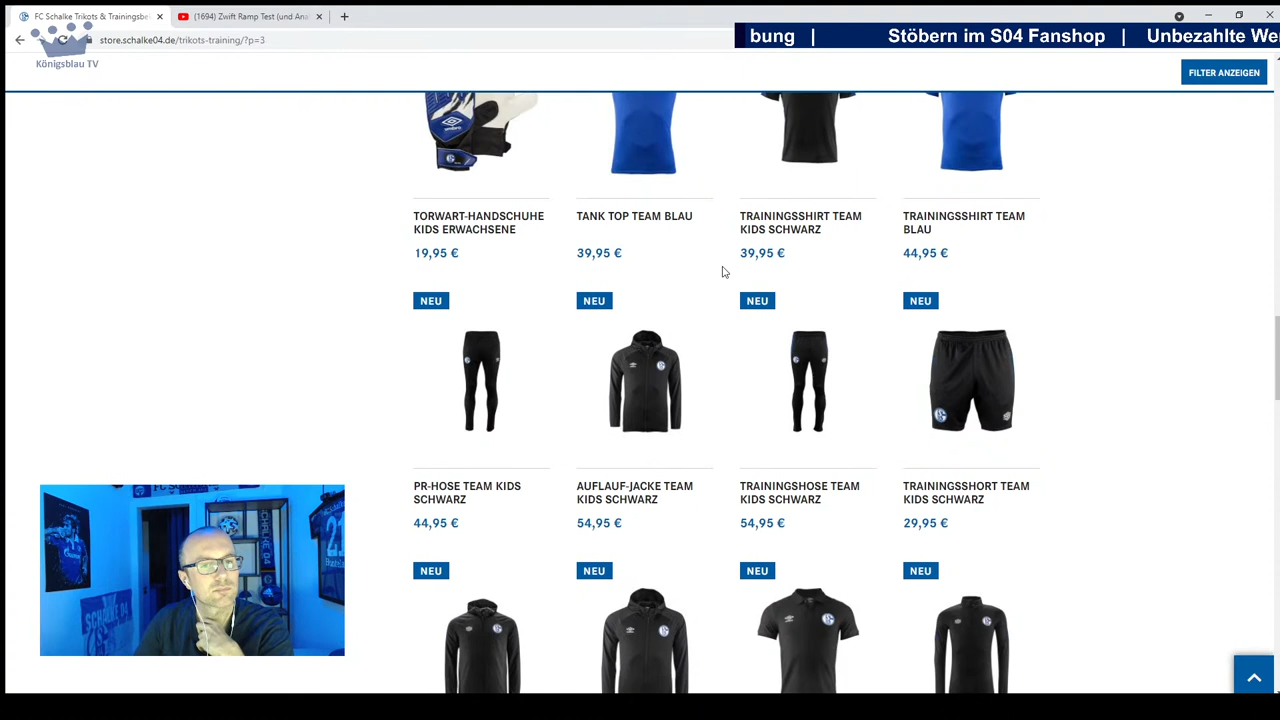 FC Schalke Trikots & Trainingsbe
(1694) Zwift Ramp Test (und Ana
store.schalke04.de/trikots-training/?p=3
Königsblau TV
bung | Stöbern im S04 Fanshop | Unbezahlte We
FILTER ANZEIGEN
TORWART-HANDSCHUHE
KIDS ERWACHSENE
19,95 €
TANK TOP TEAM BLAU
39,95 €
TRAININGSSHIRT TEAM
KIDS SCHWARZ
39,95 €
TRAININGSSHIRT TEAM
BLAU
44,95 €
NEU
NEU
NEU
NEU
PR-HOSE TEAM KIDS
SCHWARZ
44,95 €
AUFLAUF-JACKE TEAM
KIDS SCHWARZ
54,95 €
TRAININGSHOSE TEAM
KIDS SCHWARZ
54,95 €
TRAININGSSHORT TEAM
KIDS SCHWARZ
29,95 €
NEU
NEU
NEU
NEU
SCHALKE 04
21